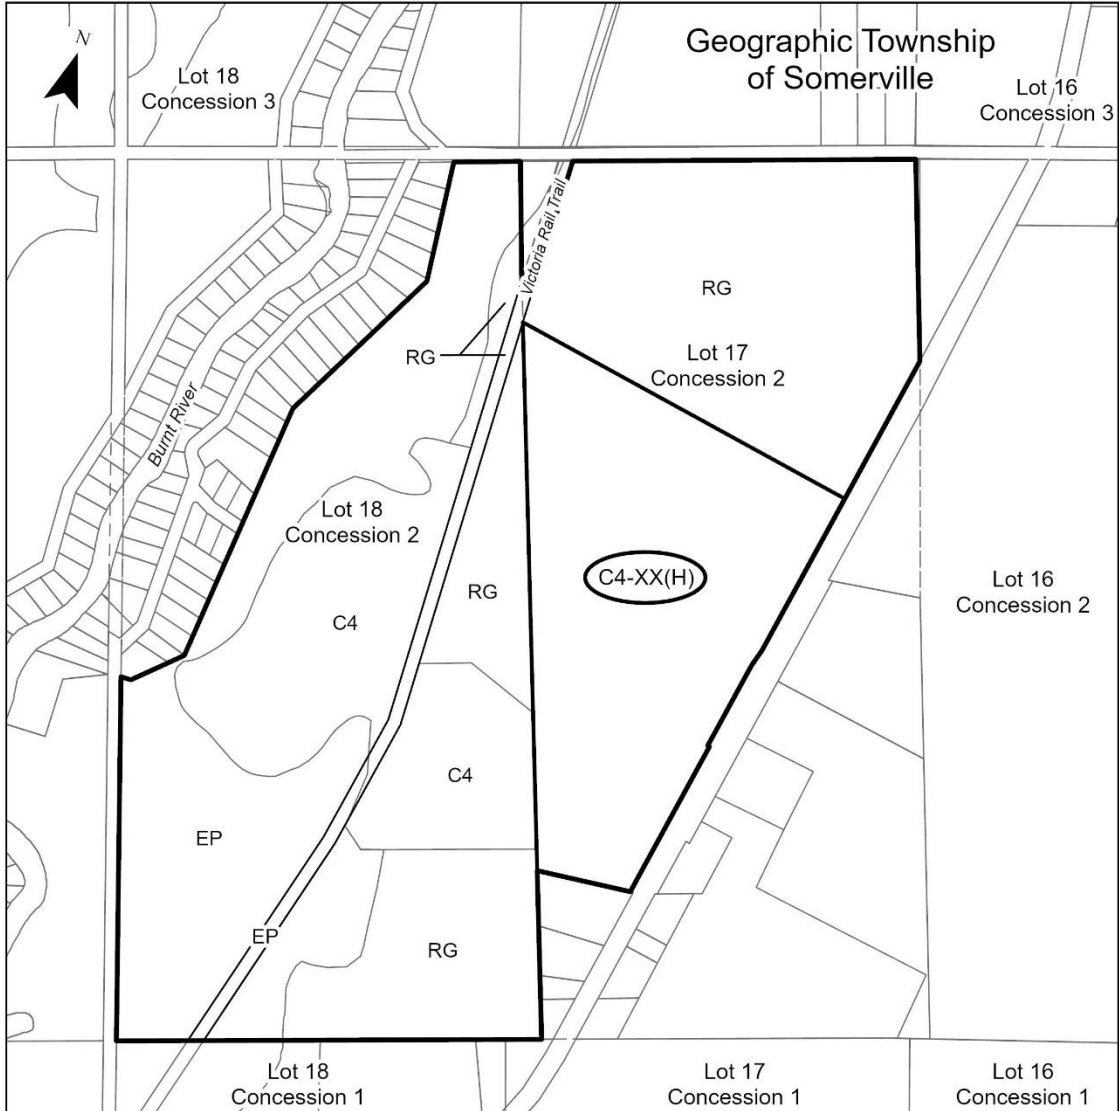 N
Geographic Township
of Somerville
Lot 18
Concession 3
Lot 16
Concession 3
Victoria Rail Trail
RG
RG
Lot 17
Concession 2
Burnt River
Lot 18
Concession 2
C4-XX(H)
Lot 16
Concession 2
RG
C4
C4
EP
EP
RG
Lot 18
Concession 1
Lot 17
Concession 1
Lot 16
Concession 1